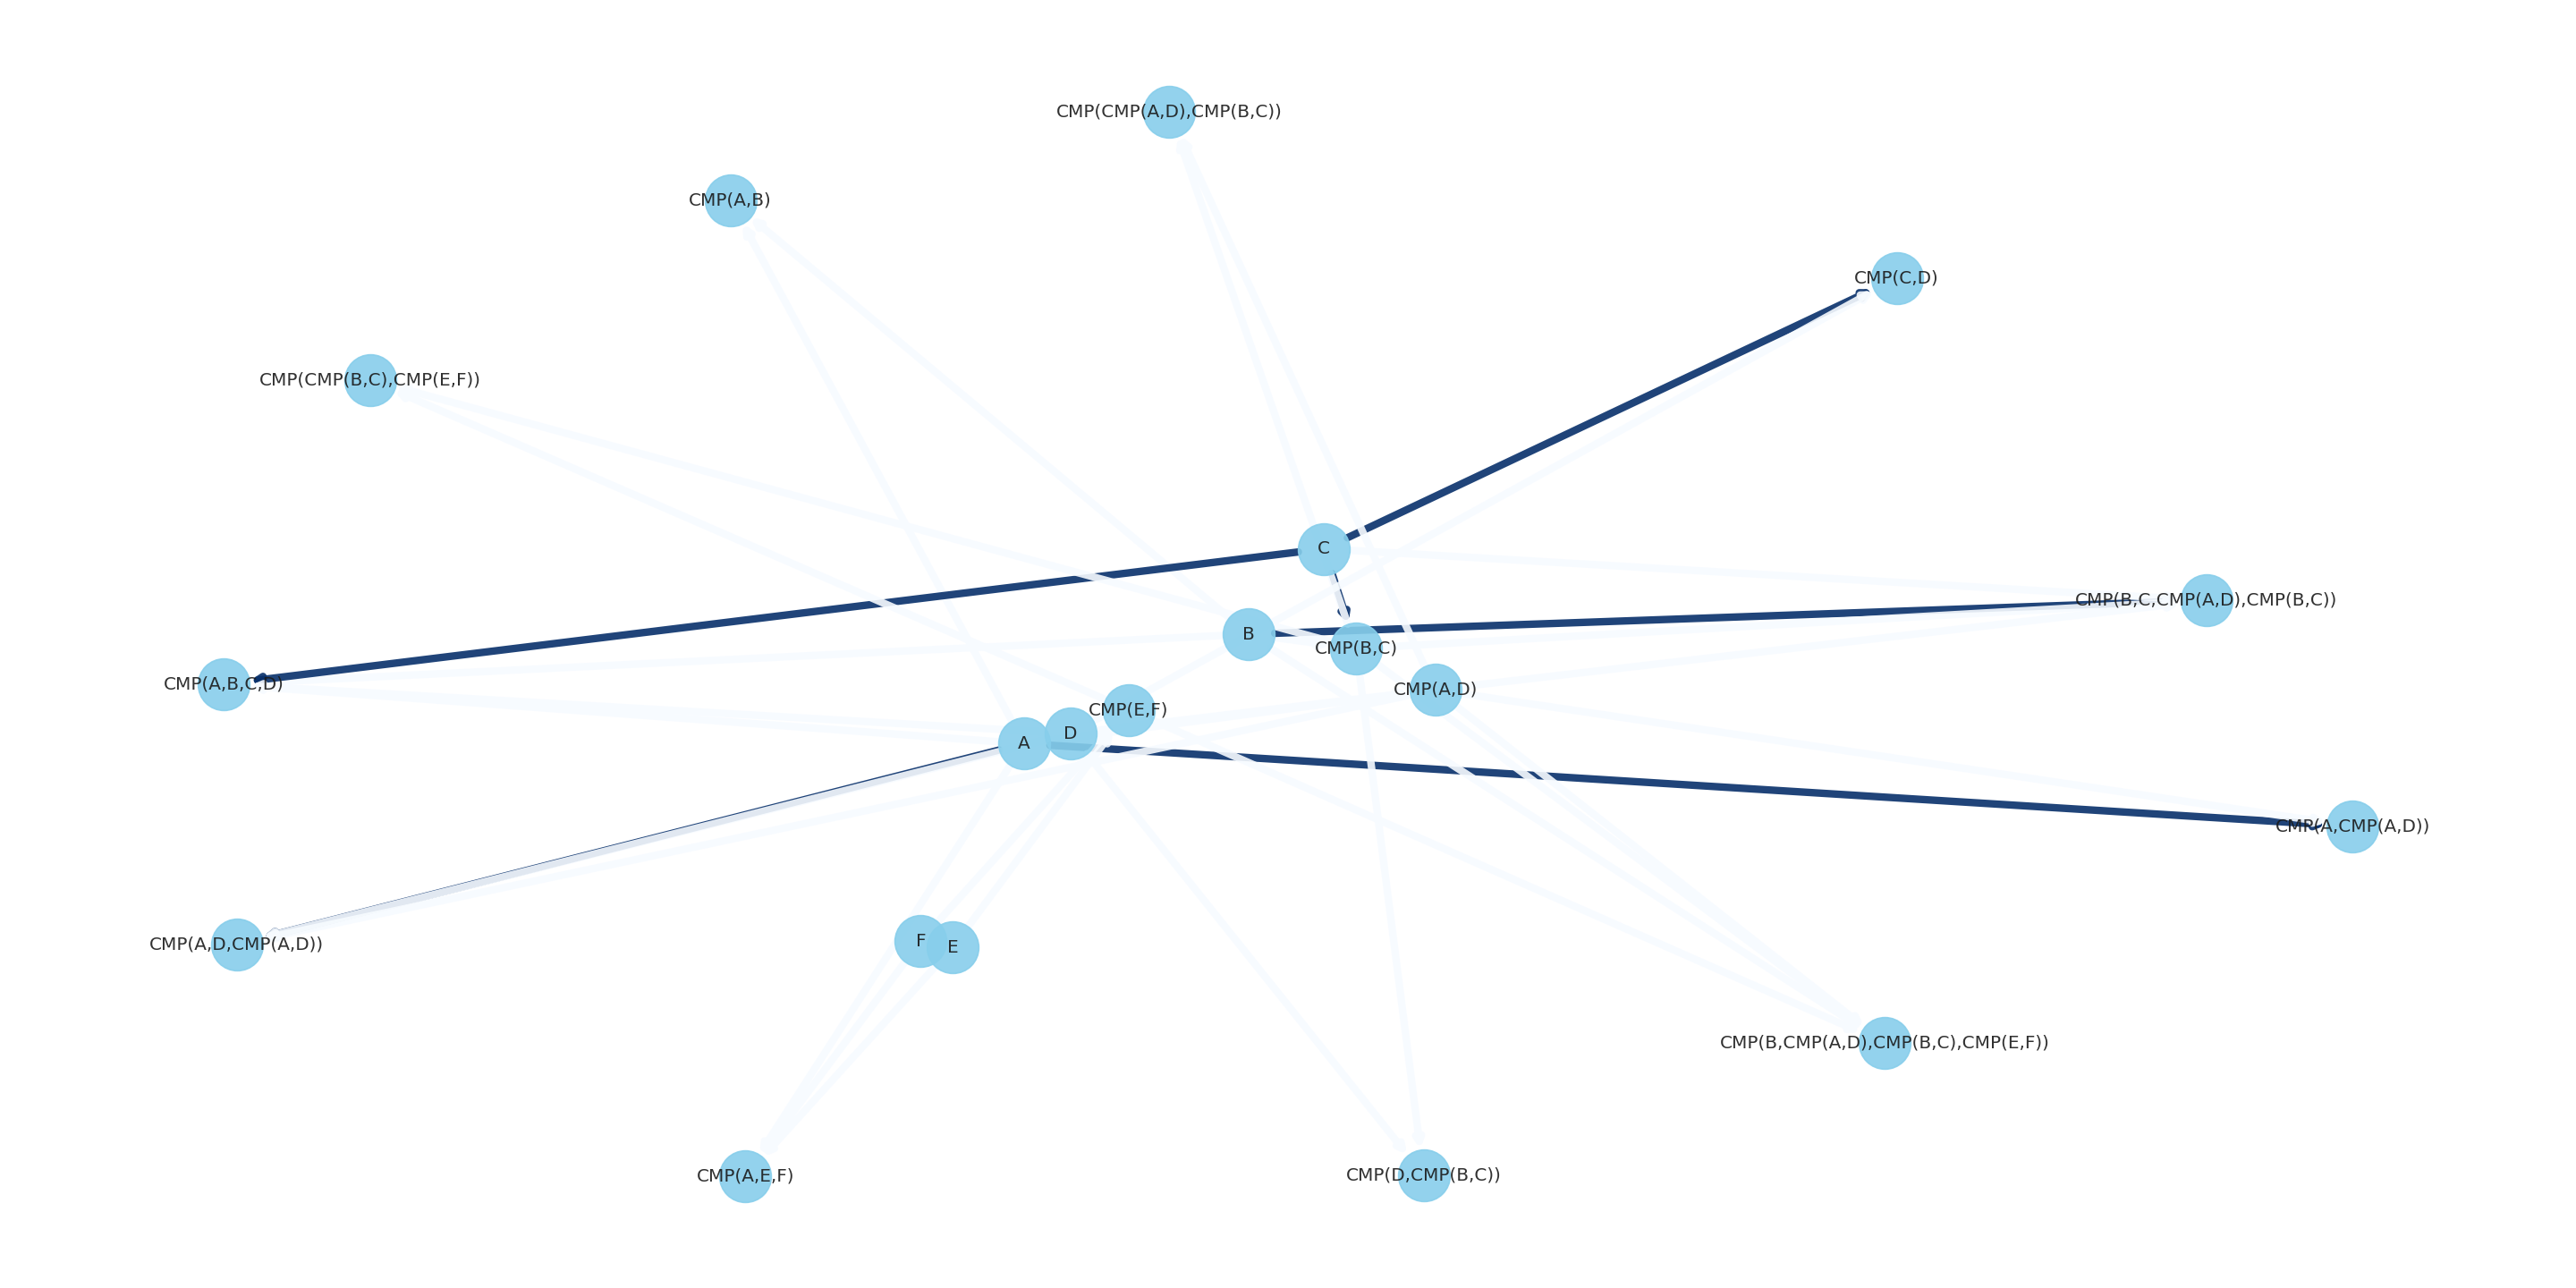 CMP(CMP(A,D),CMP(B,C))
CMP(A,B)
CMP(C,D)
CMP(CMP(B,C),CMP(E,F))
C
CMP(B,C,CMP(A,D),CMP(B,C))
B
CMP(B,C)
CMP(A,B,C,D)
CMP(A,D)
CMP(E,F)
D
A
CMP(A,CMP(A,D))
F
E
CMP(A,D,CMP(A,D))
CMP(B,CMP(A,D),CMP(B,C),CMP(E,F))
CMP(A,E,F)
CMP(D,CMP(B,C))